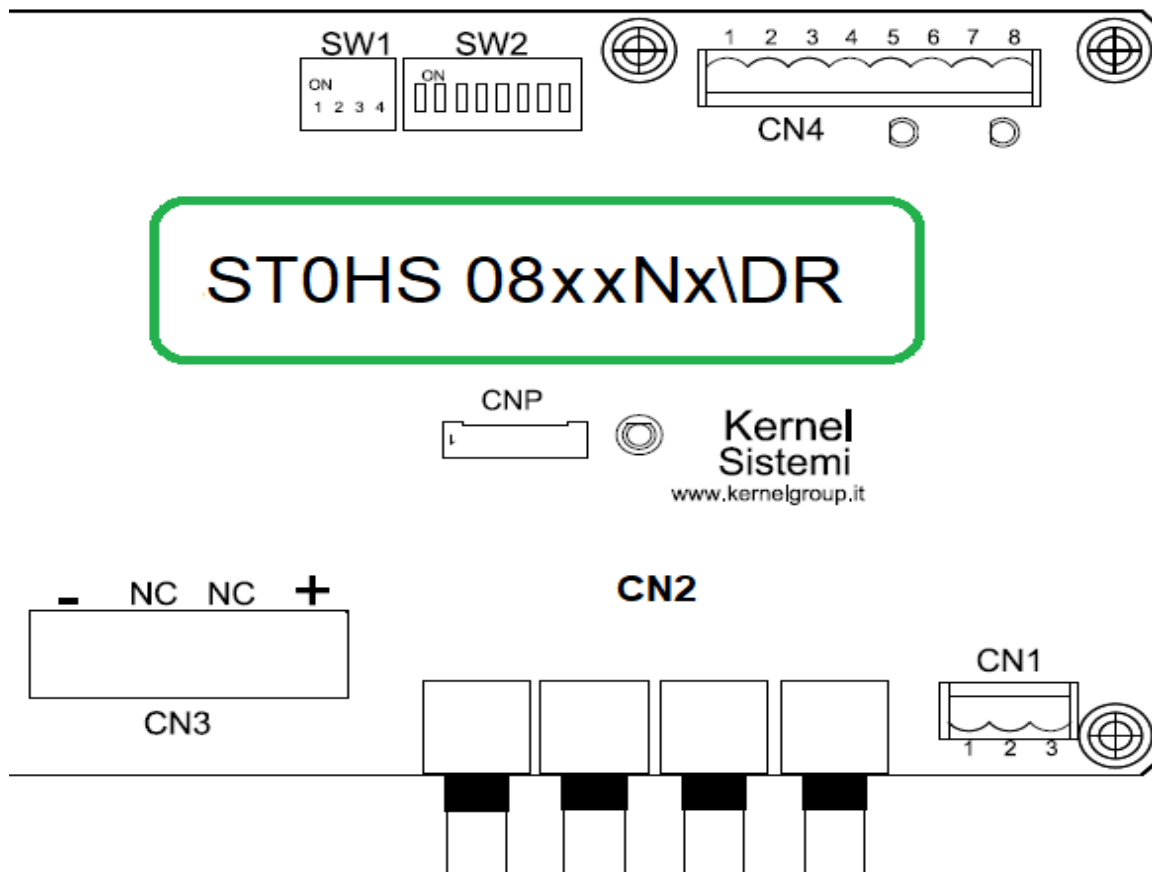 SW1 SW2
1 2 3 4 5 6 7 8
ON
ON
1 2 3 4
CN4
ST0HS 08xxNx\DR
CNP
1
Kernel
Sistemi
www.kernelgroup.it
- NC NC +
CN2
CN3
CN1
1 2 3